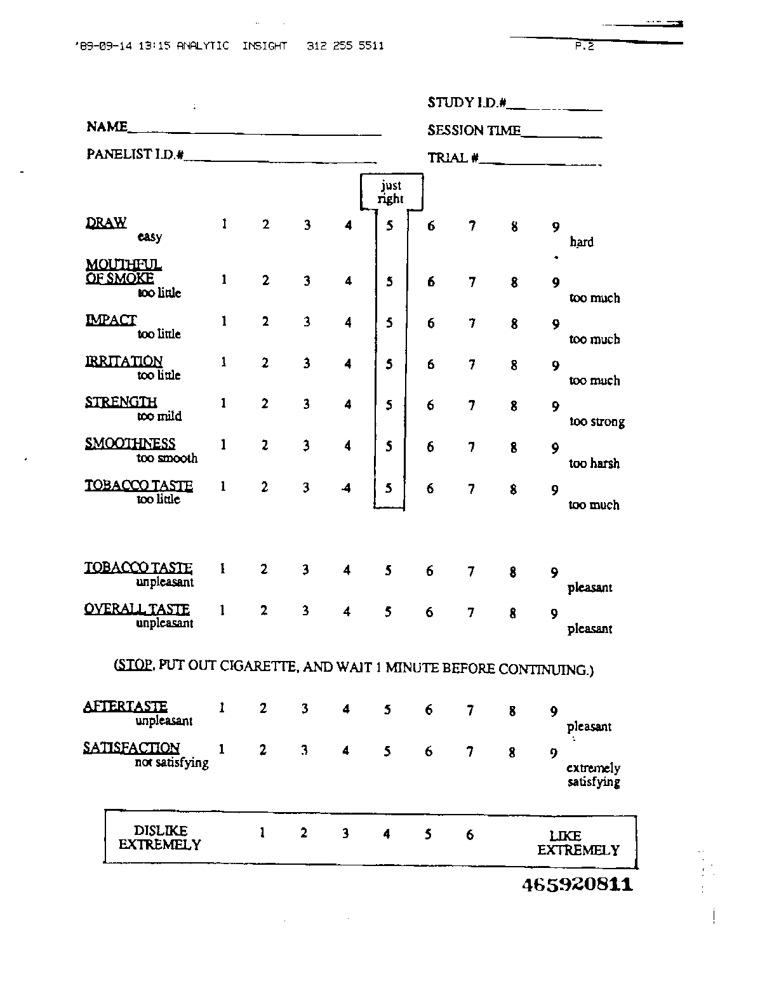 '89-09-14 13:15 ANALYTIC INSIGHT 312 255 5511 P.2
STUDY I.D.#
NAME SESSION TIME
PANELIST I.D.# TRIAL #
just
right
DRAW 1 2 3 4 5 6 7 8 9
easy hard
MOUTHFUL
OF SMOKE 1 2 3 4 5 6 7 8 9
too little too much
IMPACT 1 2 3 4 5 6 7 8 9
too little too much
IRRITATION 1 2 3 4 5 6 7 8 9
too little too much
STRENGTH 1 2 3 4 5 6 7 8 9
too mild too strong
SMOOTHNESS 1 2 3 4 5 6 7 8 9
too smooth too harsh
TOBACCO TASTE 1 2 3 4 5 6 7 8 9
too little too much
TOBACCO TASTE 1 2 3 4 5 6 7 8 9
unpleasant pleasant
OVERALL TASTE 1 2 3 4 5 6 7 8 9
unpleasant pleasant
(STOP, PUT OUT CIGARETTE, AND WAIT 1 MINUTE BEFORE CONTINUING.)
AFTERTASTE 1 2 3 4 5 6 7 8 9
unpleasant pleasant
SATISFACTION 1 2 3 4 5 6 7 8 9
not satisfying extremely
satisfying
DISLIKE 1 2 3 4 5 6 LIKE
EXTREMELY EXTREMELY
465920811